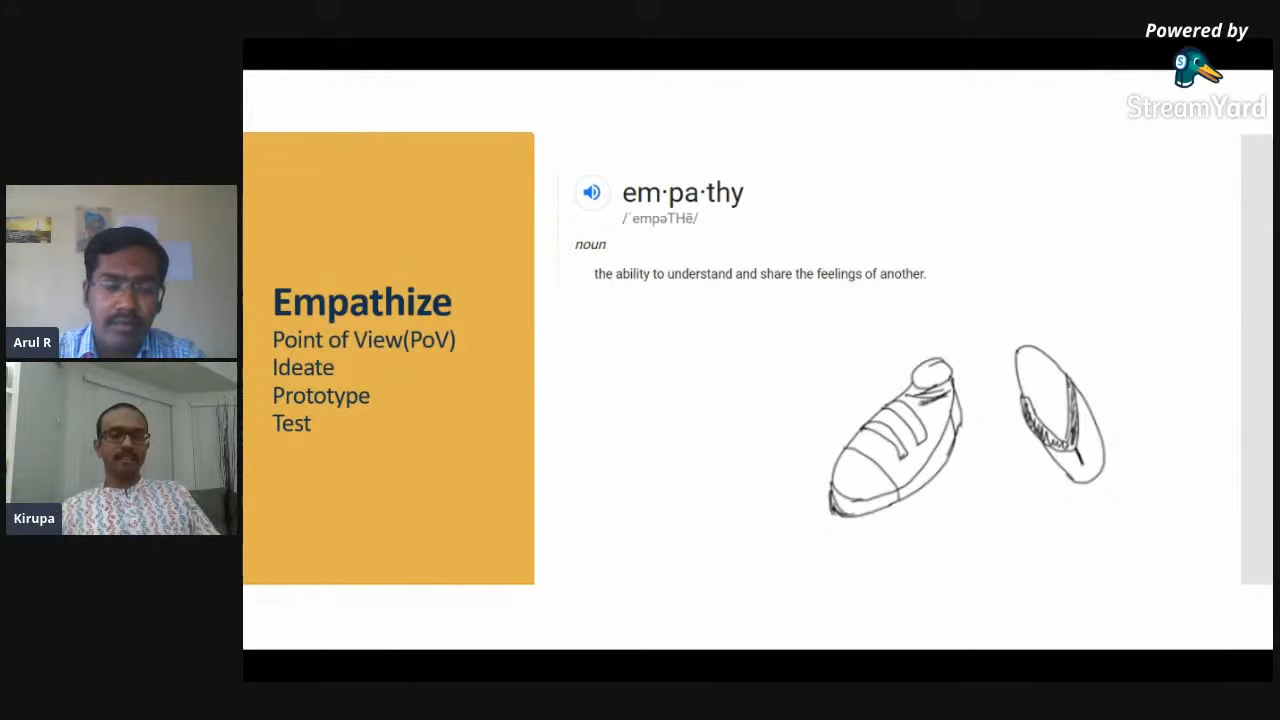 Powered by
StreamYard
em·pa·thy
/ˈempəTHē/
noun
the ability to understand and share the feelings of another.
Empathize
Point of View(PoV)
Ideate
Prototype
Test
Arul R
Kirupa